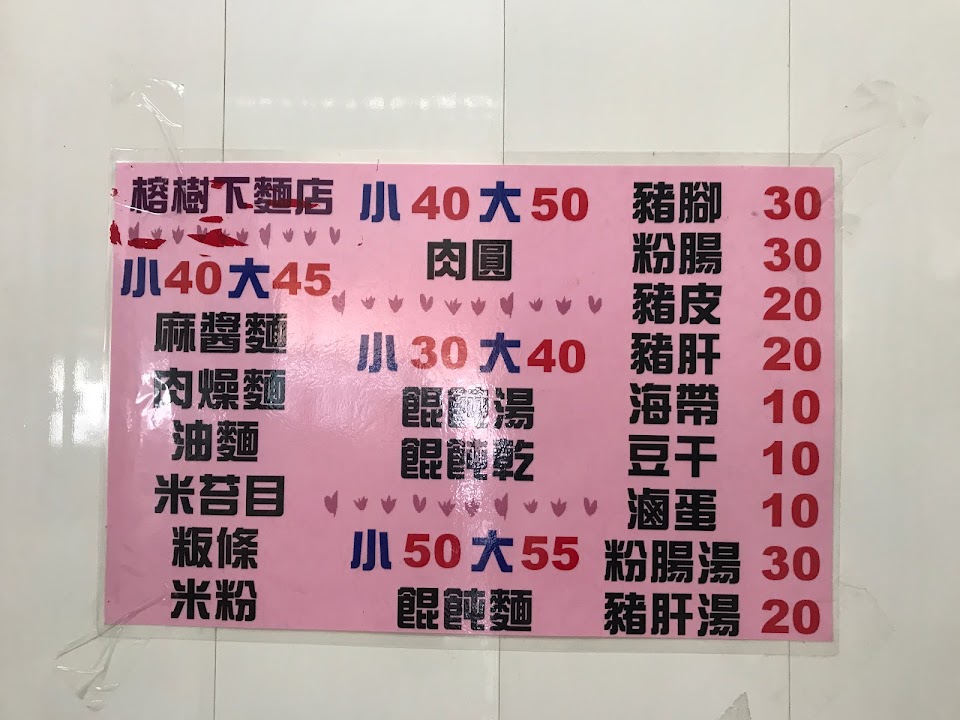 榕樹下麵店
小40大45
麻醬麵
肉燥麵
油麵
米苔目
粄條
米粉
小40大50
肉圓
小30大40
餛飩湯
餛飩乾
小50大55
餛飩麵
豬腳 30
粉腸 30
豬皮 20
豬肝 20
海帶 10
豆干 10
滷蛋 10
粉腸湯 30
豬肝湯 20